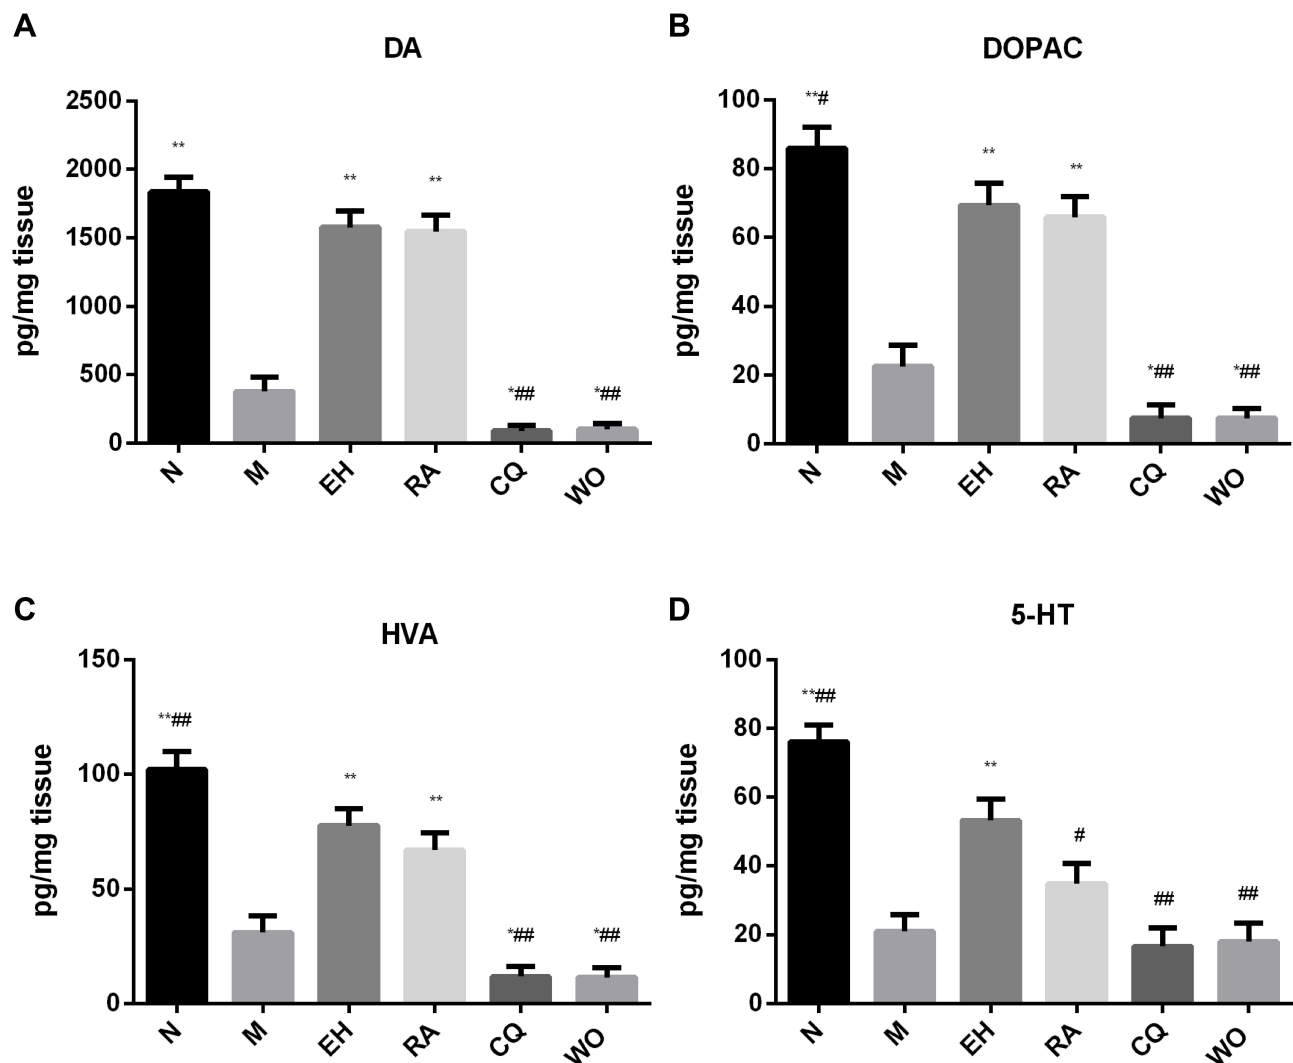 A
DA
pg/mg tissue
2500
2000
1500
1000
500
0
**
**
**
*##
*##
N
M
EH
RA
CQ
WO
B
DOPAC
pg/mg tissue
100
80
60
40
20
0
**#
**
**
*##
*##
N
M
EH
RA
CQ
WO
C
HVA
pg/mg tissue
150
100
50
0
**##
**
**
*##
*##
N
M
EH
RA
CQ
WO
D
5-HT
pg/mg tissue
100
80
60
40
20
0
**##
**
#
##
##
N
M
EH
RA
CQ
WO